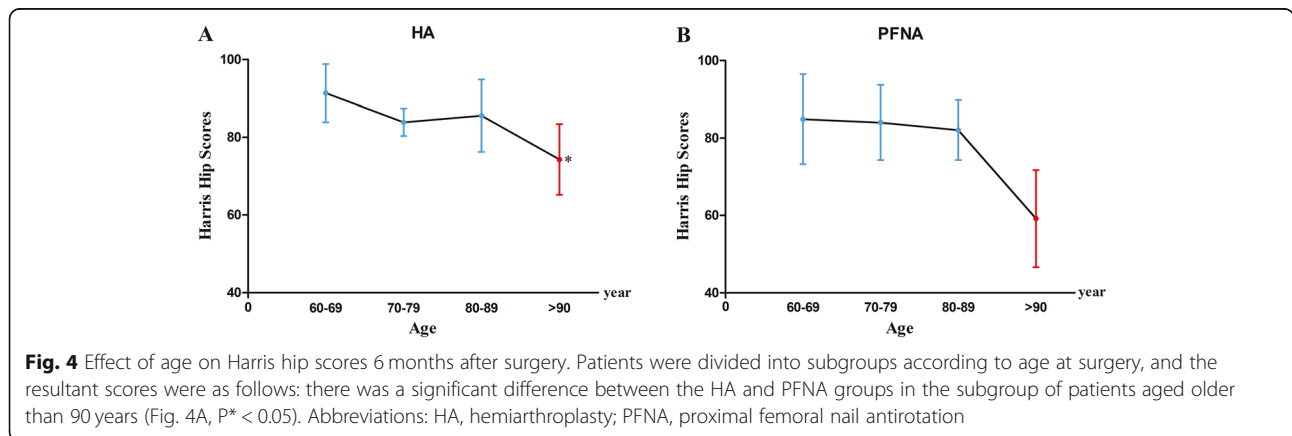 A HA
100
80
60
40
Harris Hip Scores
*
0 60-69 70-79 80-89 >90 year
Age
B PFNA
100
80
60
40
Harris Hip Scores
0 60-69 70-79 80-89 >90 year
Age
Fig. 4 Effect of age on Harris hip scores 6 months after surgery. Patients were divided into subgroups according to age at surgery, and the
resultant scores were as follows: there was a significant difference between the HA and PFNA groups in the subgroup of patients aged older
than 90 years (Fig. 4A, P* < 0.05). Abbreviations: HA, hemiarthroplasty; PFNA, proximal femoral nail antirotation